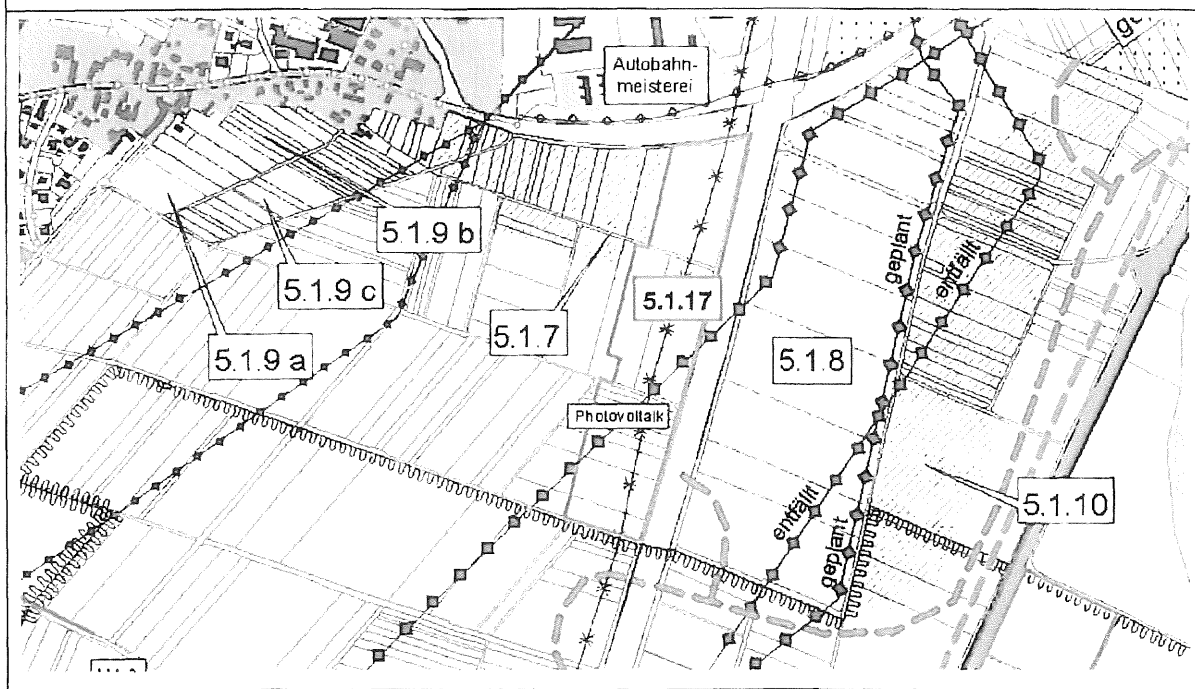 Autobahn-
meisterei
5.1.9 b
5.1.9 c
5.1.9 a
5.1.7
5.1.17
5.1.8
geplant
entfällt
Photovoltaik
5.1.10
entfällt
geplant